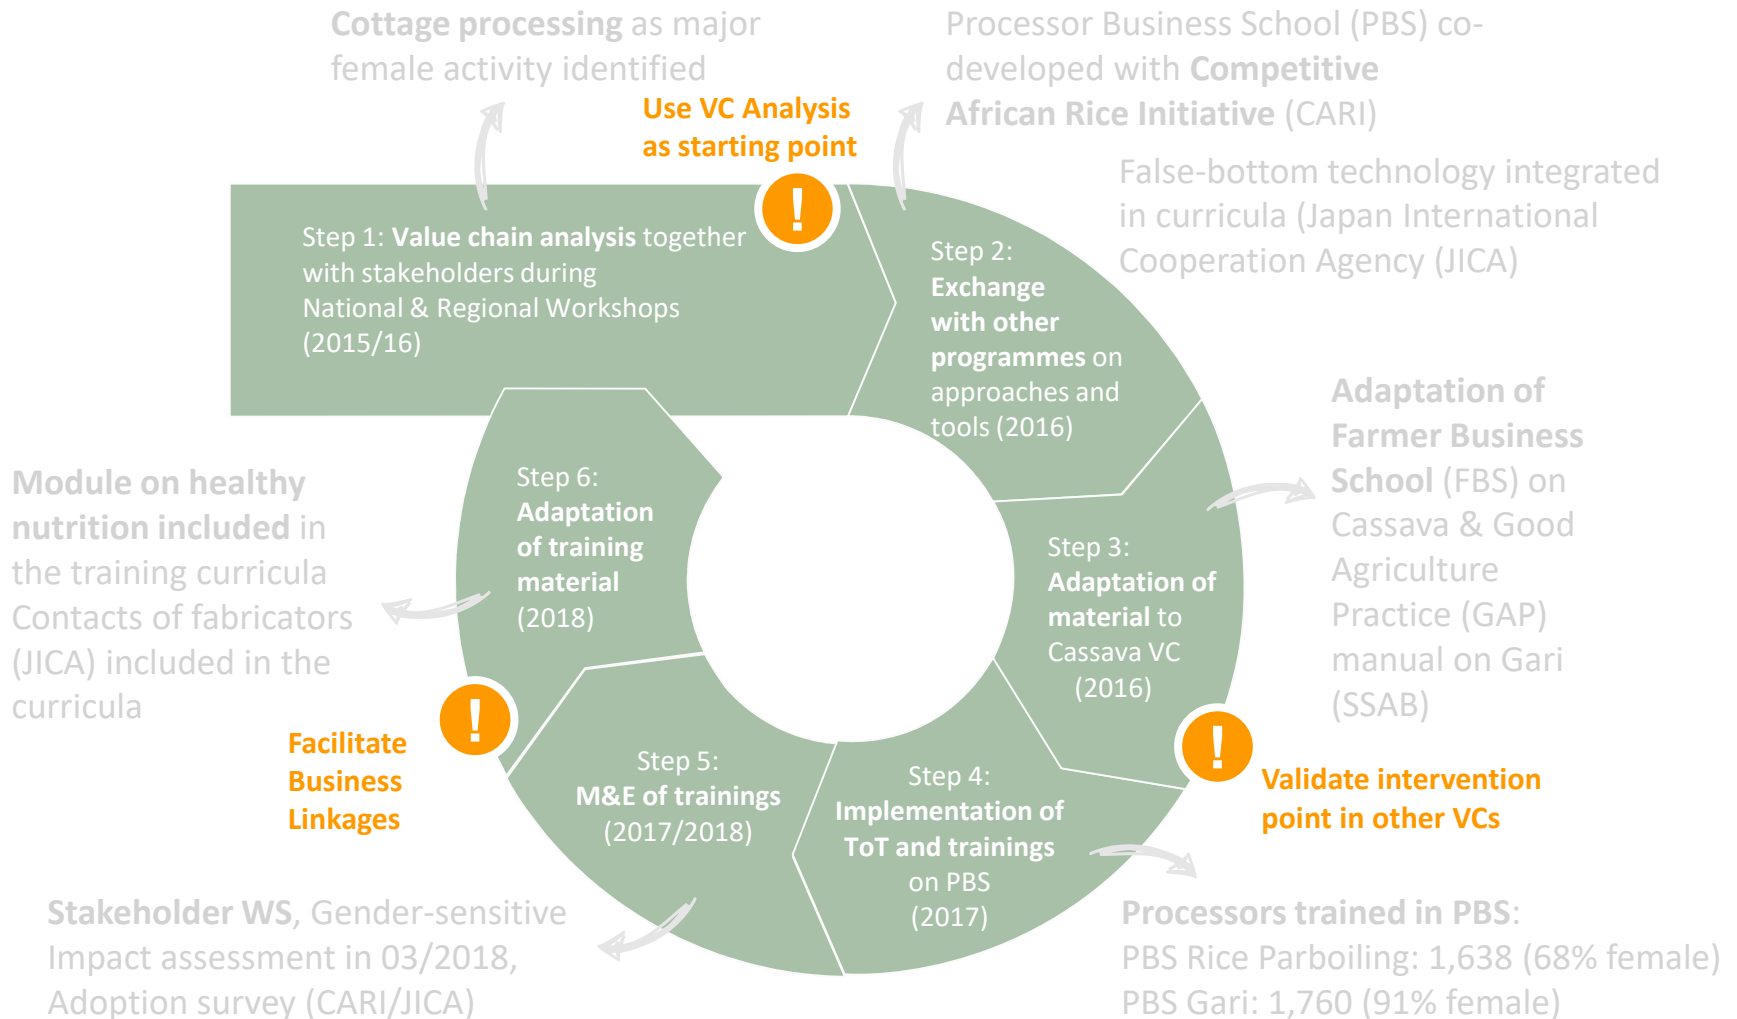 Cottage processing as major
female activity identified
Processor Business School (PBS) co-
developed with Competitive
African Rice Initiative (CARI)
Use VC Analysis
as starting point
False-bottom technology integrated
in curricula (Japan International
Cooperation Agency (JICA)
!
Step 1: Value chain analysis together
with stakeholders during
National & Regional Workshops
(2015/16)
Step 2:
Exchange
with other
programmes on
approaches and
tools (2016)
Adaptation of
Farmer Business
School (FBS) on
Cassava & Good
Agriculture
Practice (GAP)
manual on Gari
(SSAB)
Step 3:
Adaptation of
material to
Cassava VC
(2016)
!
Validate intervention
point in other VCs
Step 4:
Implementation of
ToT and trainings
on PBS
(2017)
Processors trained in PBS:
PBS Rice Parboiling: 1,638 (68% female)
PBS Gari: 1,760 (91% female)
Step 5:
M&E of trainings
(2017/2018)
Stakeholder WS, Gender-sensitive
Impact assessment in 03/2018,
Adoption survey (CARI/JICA)
!
Facilitate
Business
Linkages
Step 6:
Adaptation
of training
material
(2018)
Module on healthy
nutrition included in
the training curricula
Contacts of fabricators
(JICA) included in the
curricula